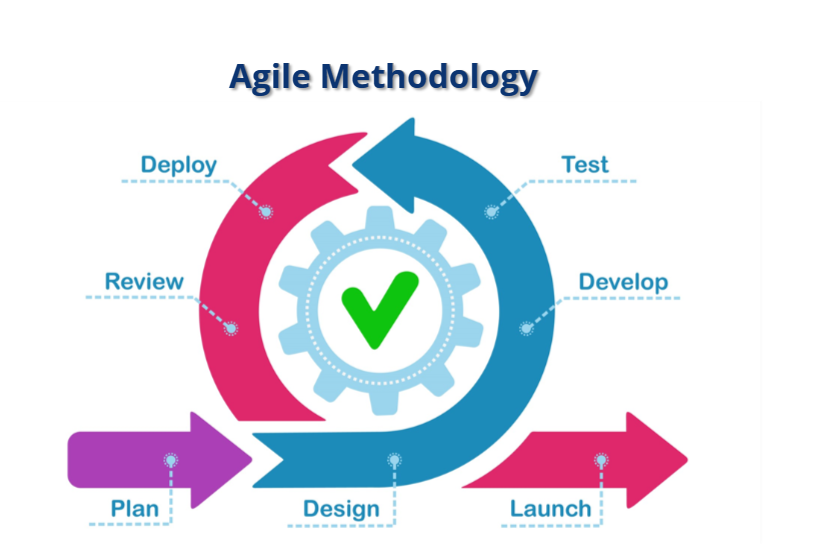 Agile Methodology
Deploy
Test
Review
Develop
Plan
Design
Launch